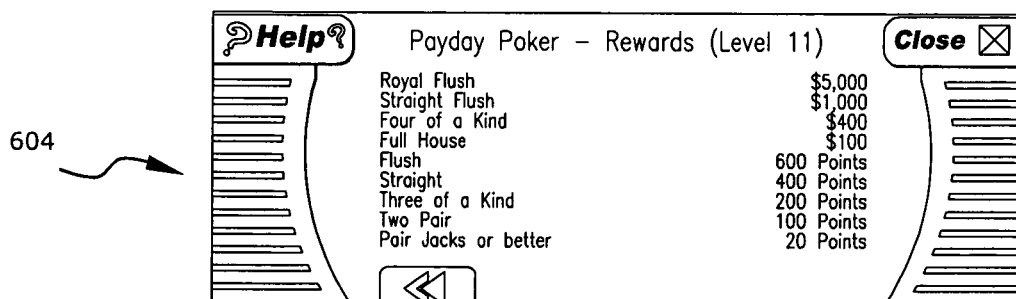 ?Help? Payday Poker – Rewards (Level 11) Close
Royal Flush $5,000
Straight Flush $1,000
Four of a Kind $400
Full House $100
604
Flush 600 Points
Straight 400 Points
Three of a Kind 200 Points
Two Pair 100 Points
Pair Jacks or better 20 Points